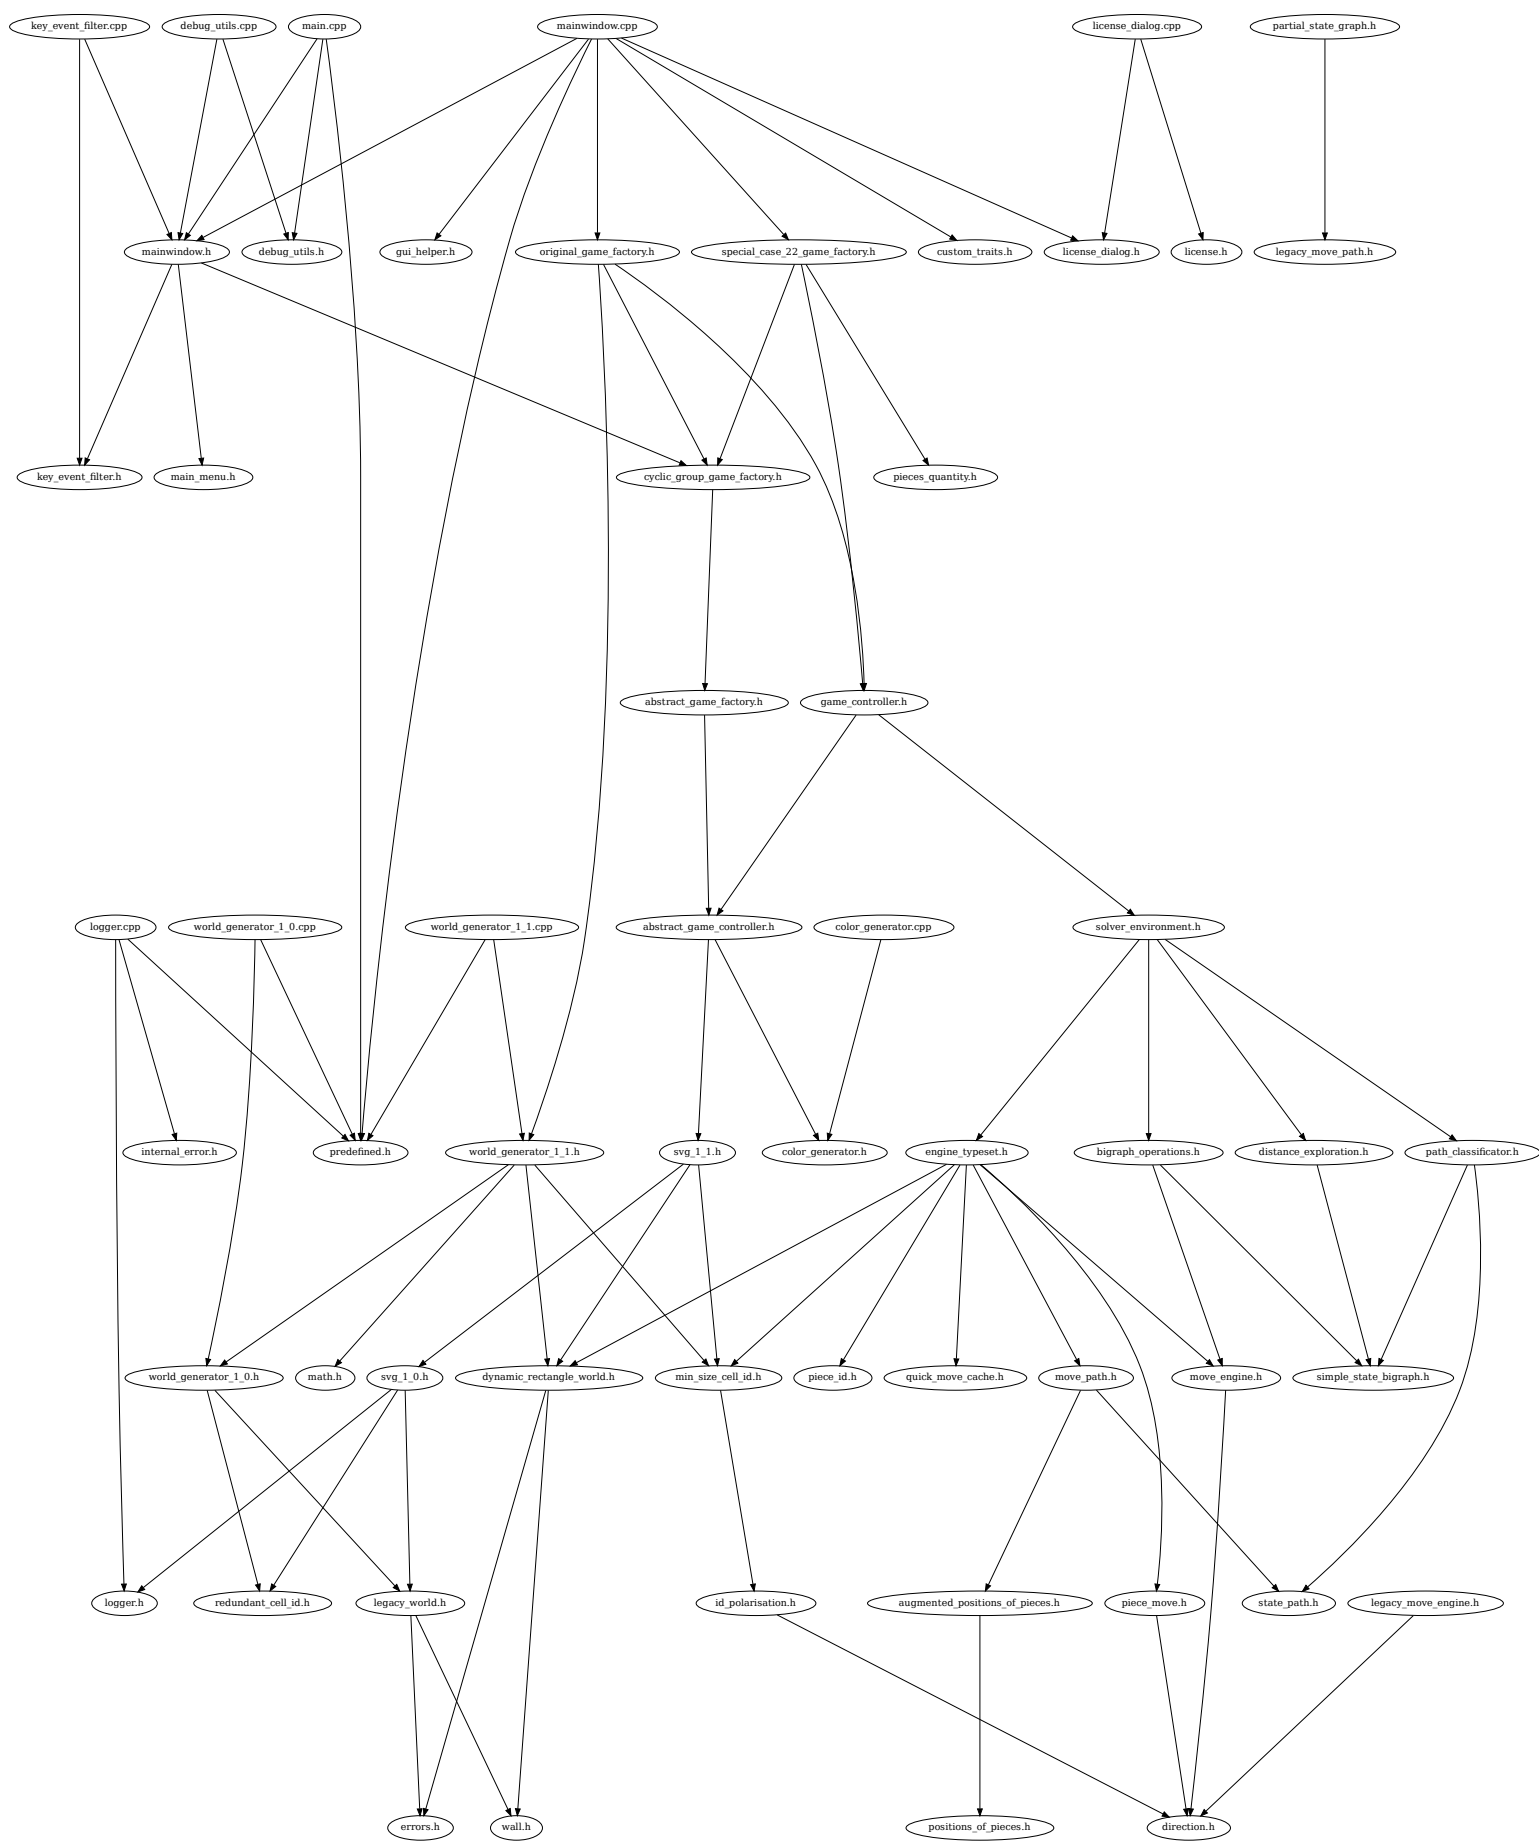 key_event_filter.cpp
debug_utils.cpp
main.cpp
mainwindow.cpp
license_dialog.cpp
partial_state_graph.h
mainwindow.h
debug_utils.h
gui_helper.h
original_game_factory.h
special_case_22_game_factory.h
custom_traits.h
license_dialog.h
license.h
legacy_move_path.h
key_event_filter.h
main_menu.h
cyclic_group_game_factory.h
pieces_quantity.h
abstract_game_factory.h
game_controller.h
logger.cpp
world_generator_1_0.cpp
world_generator_1_1.cpp
abstract_game_controller.h
color_generator.cpp
solver_environment.h
internal_error.h
predefined.h
world_generator_1_1.h
svg_1_1.h
color_generator.h
engine_typeset.h
bigraph_operations.h
distance_exploration.h
path_classificator.h
world_generator_1_0.h
math.h
svg_1_0.h
dynamic_rectangle_world.h
min_size_cell_id.h
piece_id.h
quick_move_cache.h
move_path.h
move_engine.h
simple_state_bigraph.h
logger.h
redundant_cell_id.h
legacy_world.h
id_polarisation.h
augmented_positions_of_pieces.h
piece_move.h
state_path.h
legacy_move_engine.h
errors.h
wall.h
positions_of_pieces.h
direction.h